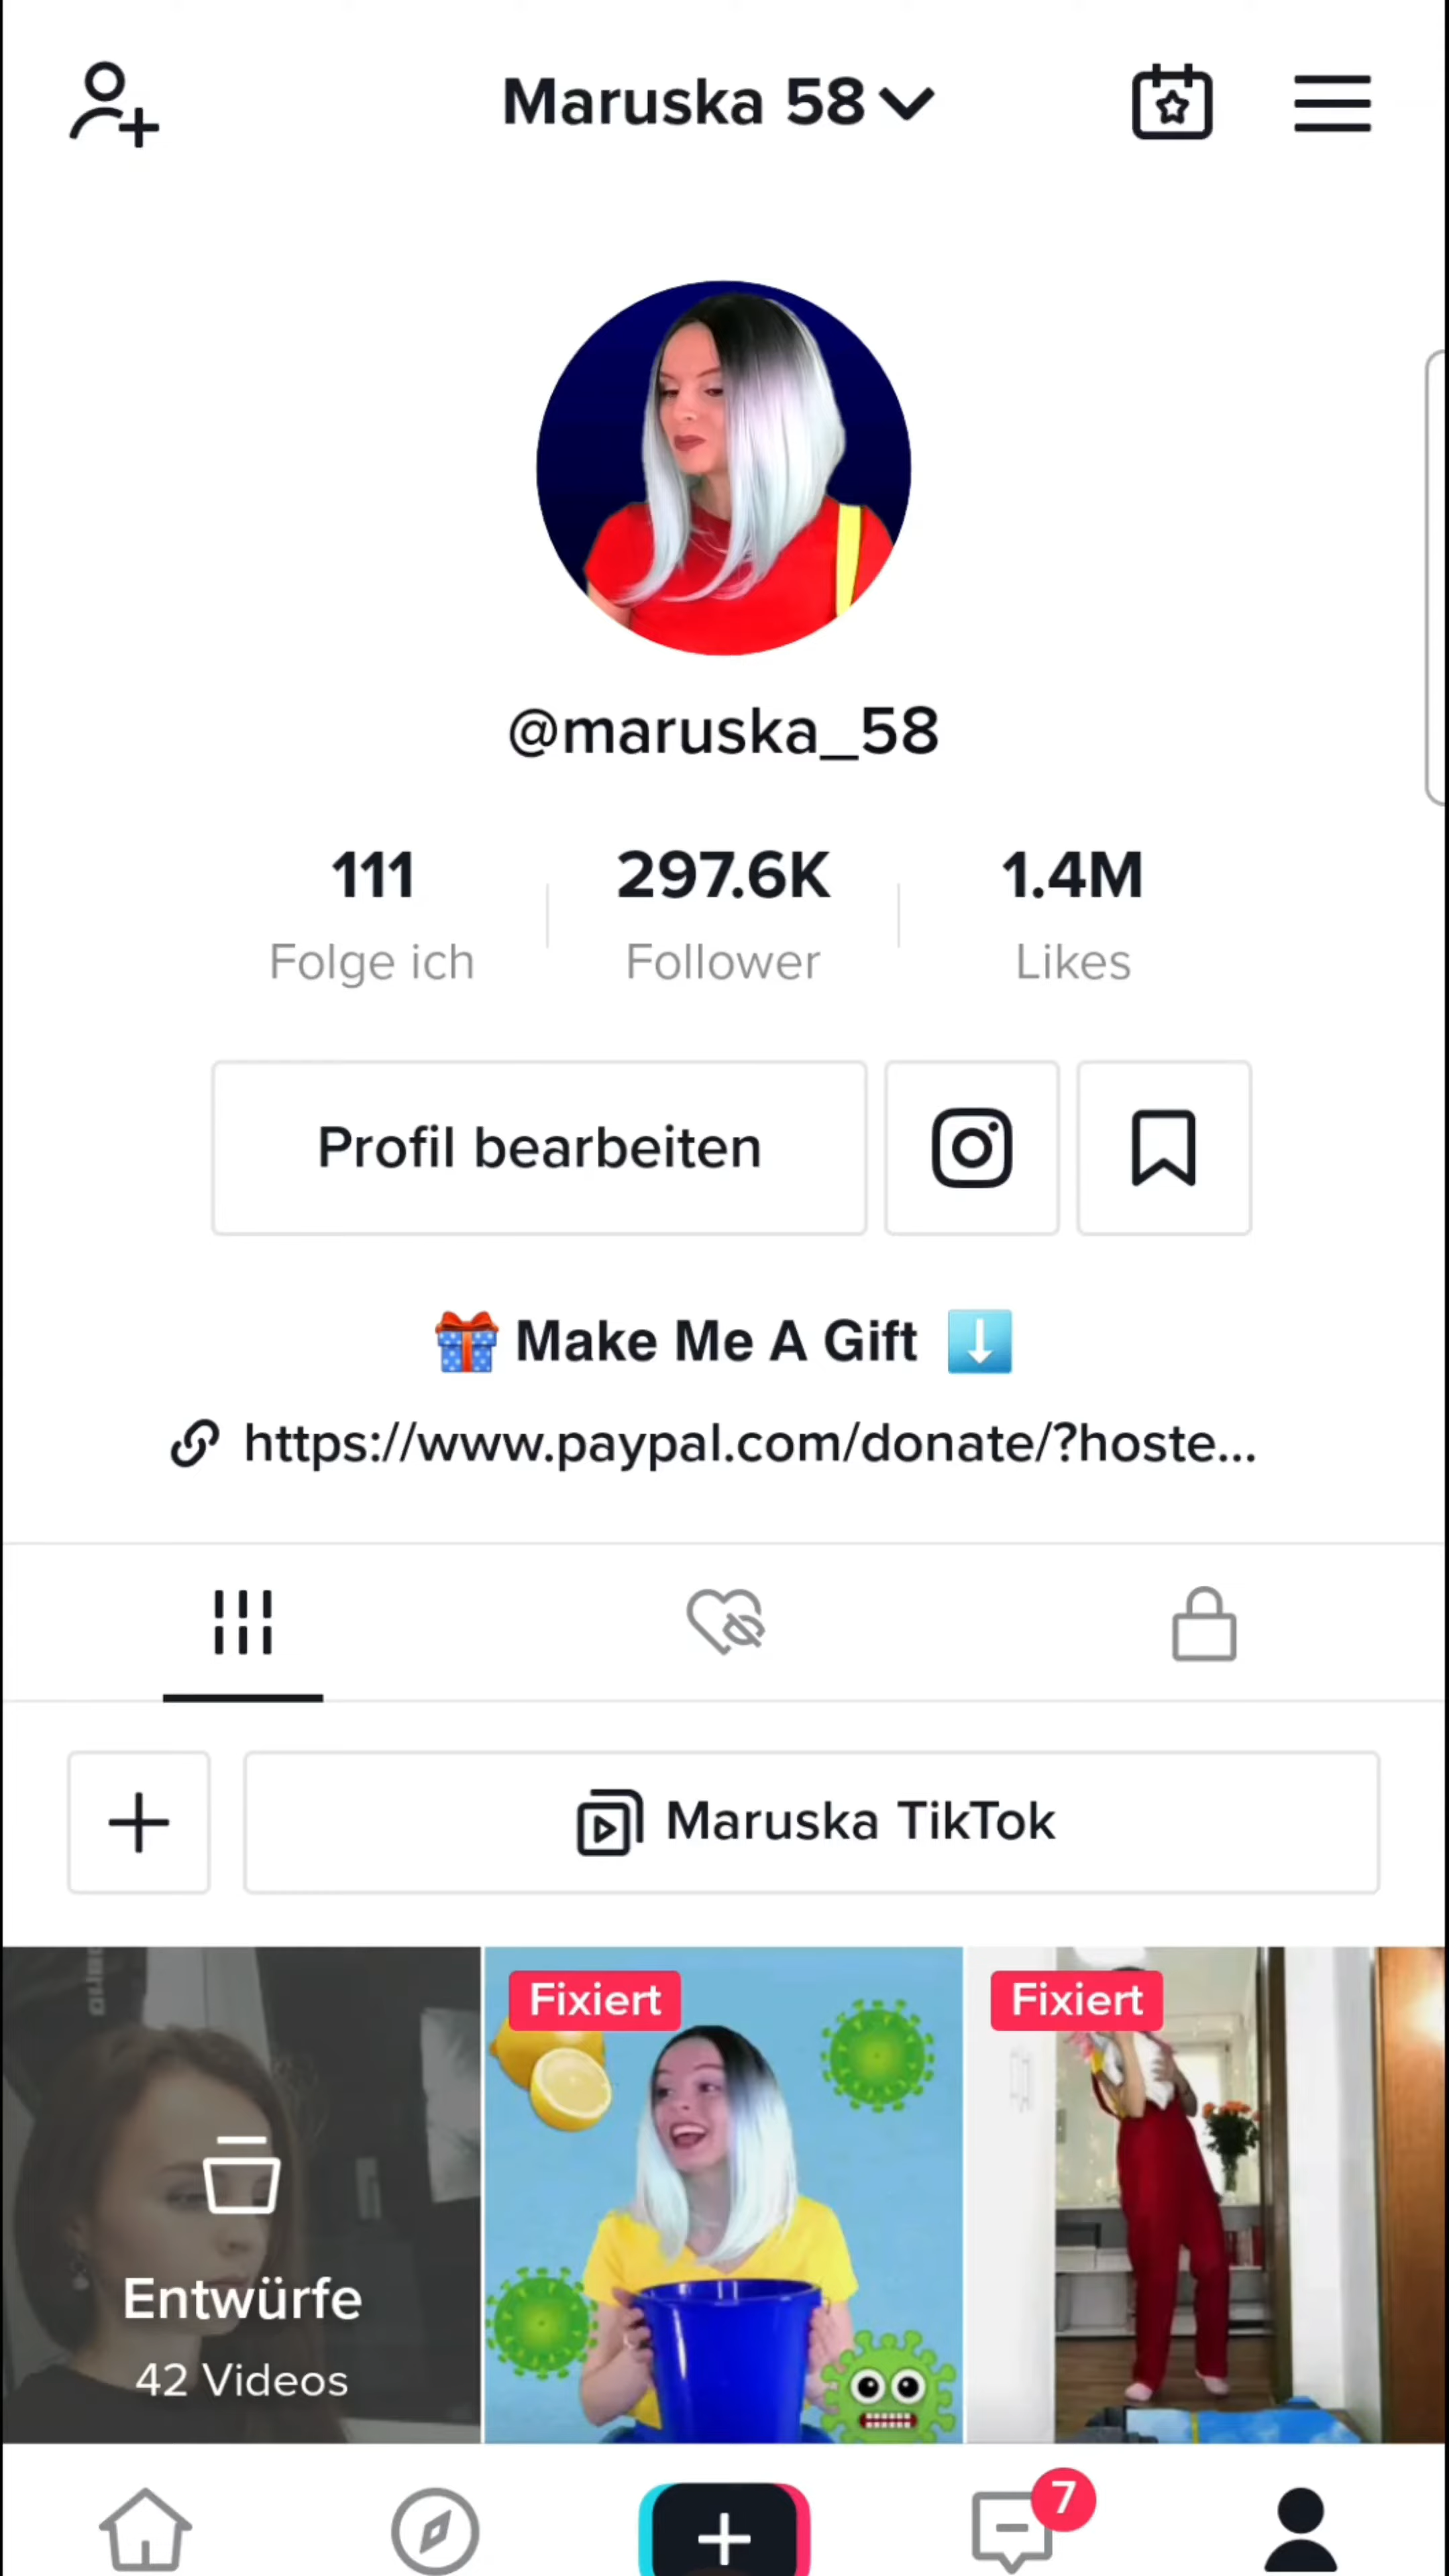 Maruska 58
@maruska_58
111
297.6K
1.4M
Folge ich
Follower
Likes
Profil bearbeiten
Make Me A Gift
https://www.paypal.com/donate/?hoste...
Maruska TikTok
Fixiert
Fixiert
Entwürfe
42 Videos
7